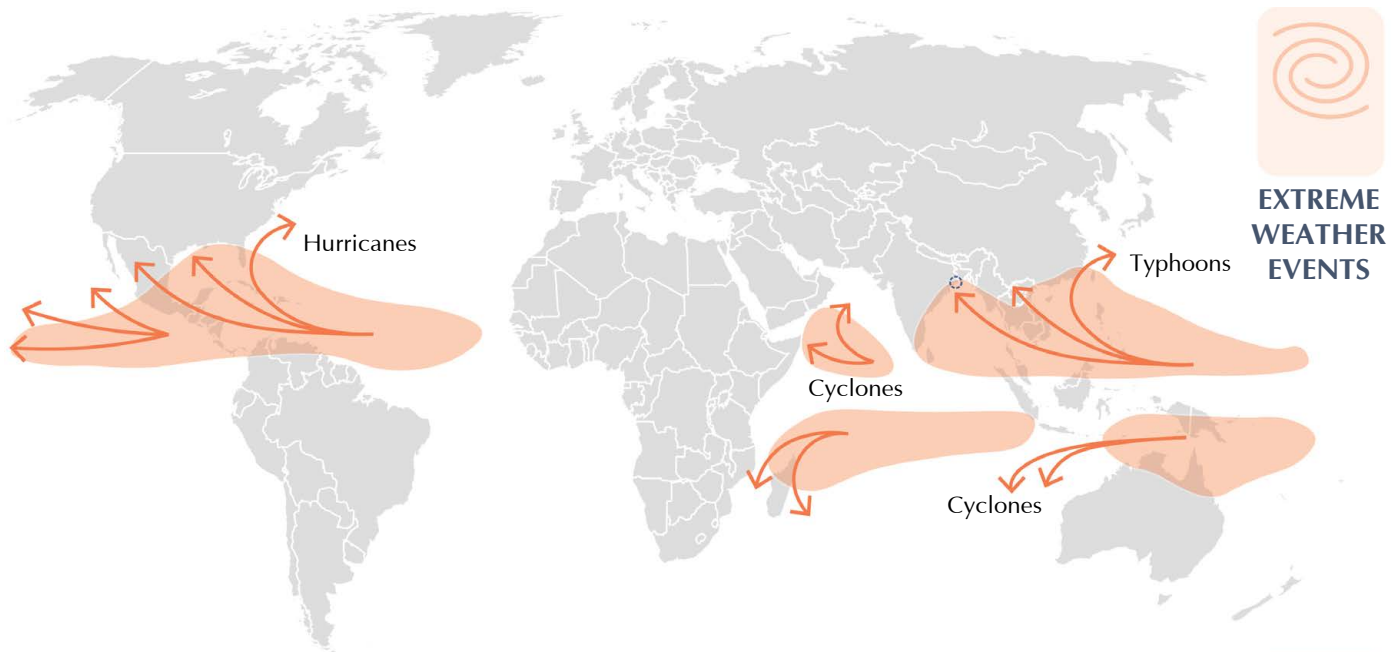 EXTREME
WEATHER
EVENTS
Hurricanes
Typhoons
Cyclones
Cyclones